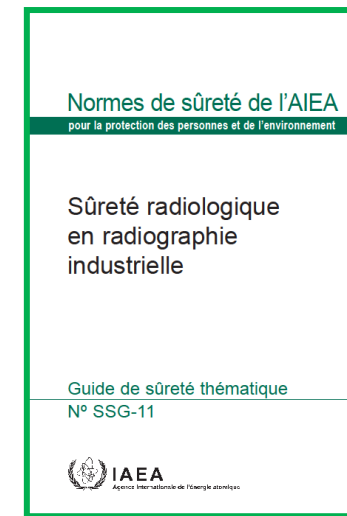 Normes de sûreté de l'AIEA
pour la protection des personnes et de l'environnement
Sûreté radiologique
en radiographie
industrielle
Guide de sûreté thématique
Nº SSG-11
IAEA
Agence internationale de l'énergie atomique